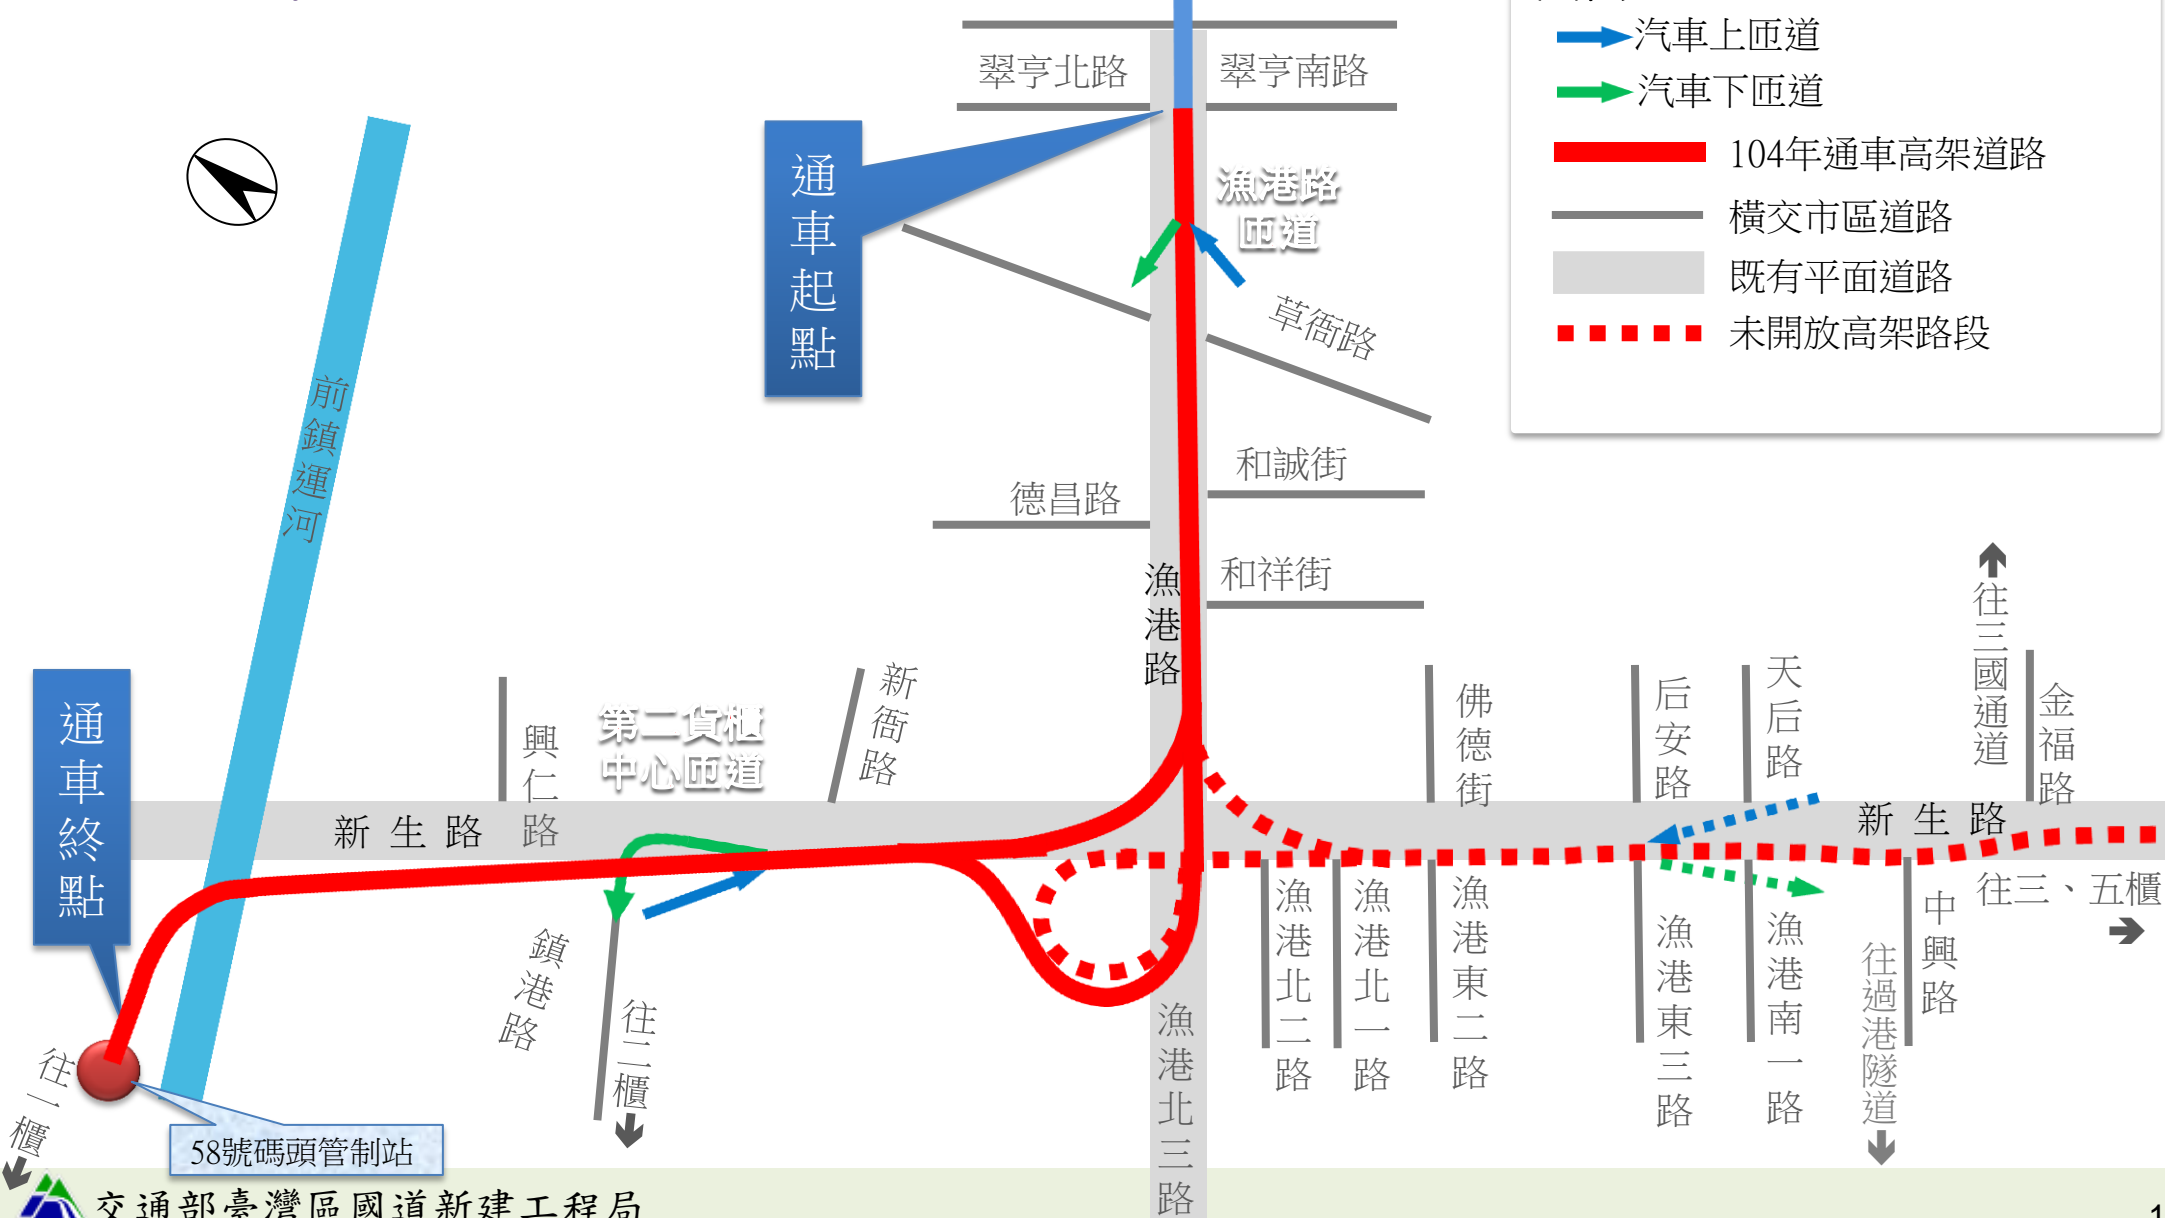 汽車上匝道
汽車下匝道
104年通車高架道路
橫交市區道路
既有平面道路
未開放高架路段
翠亨北路
翠亨南路
通車起點
漁港路
匝道
草衙路
前鎮運河
和誠街
德昌路
和祥街
漁港路
往三國通道
金福路
通車終點
興仁路
第二貨櫃
中心匝道
新衙路
佛德街
后安路
天后路
新生路
新生路
往三、五櫃
鎮港路
往二櫃
漁港北三路
漁港北二路
漁港北一路
漁港東二路
漁港東三路
漁港南一路
往過港隧道
中興路
往一櫃
58號碼頭管制站
交通部臺灣區國道新建工程局
1